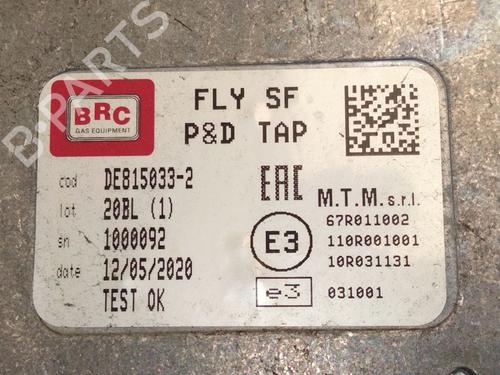 B-PARTS
BRC
GAS EQUIPMENT
FLY SF
P&D TAP
cod DE815033-2
lot 20BL (1)
sn 1000092
date 12/05/2020
TEST OK
EAC
M.T.M. s.r.l.
67R011002
E3
110R001001
10R031131
e3 031001